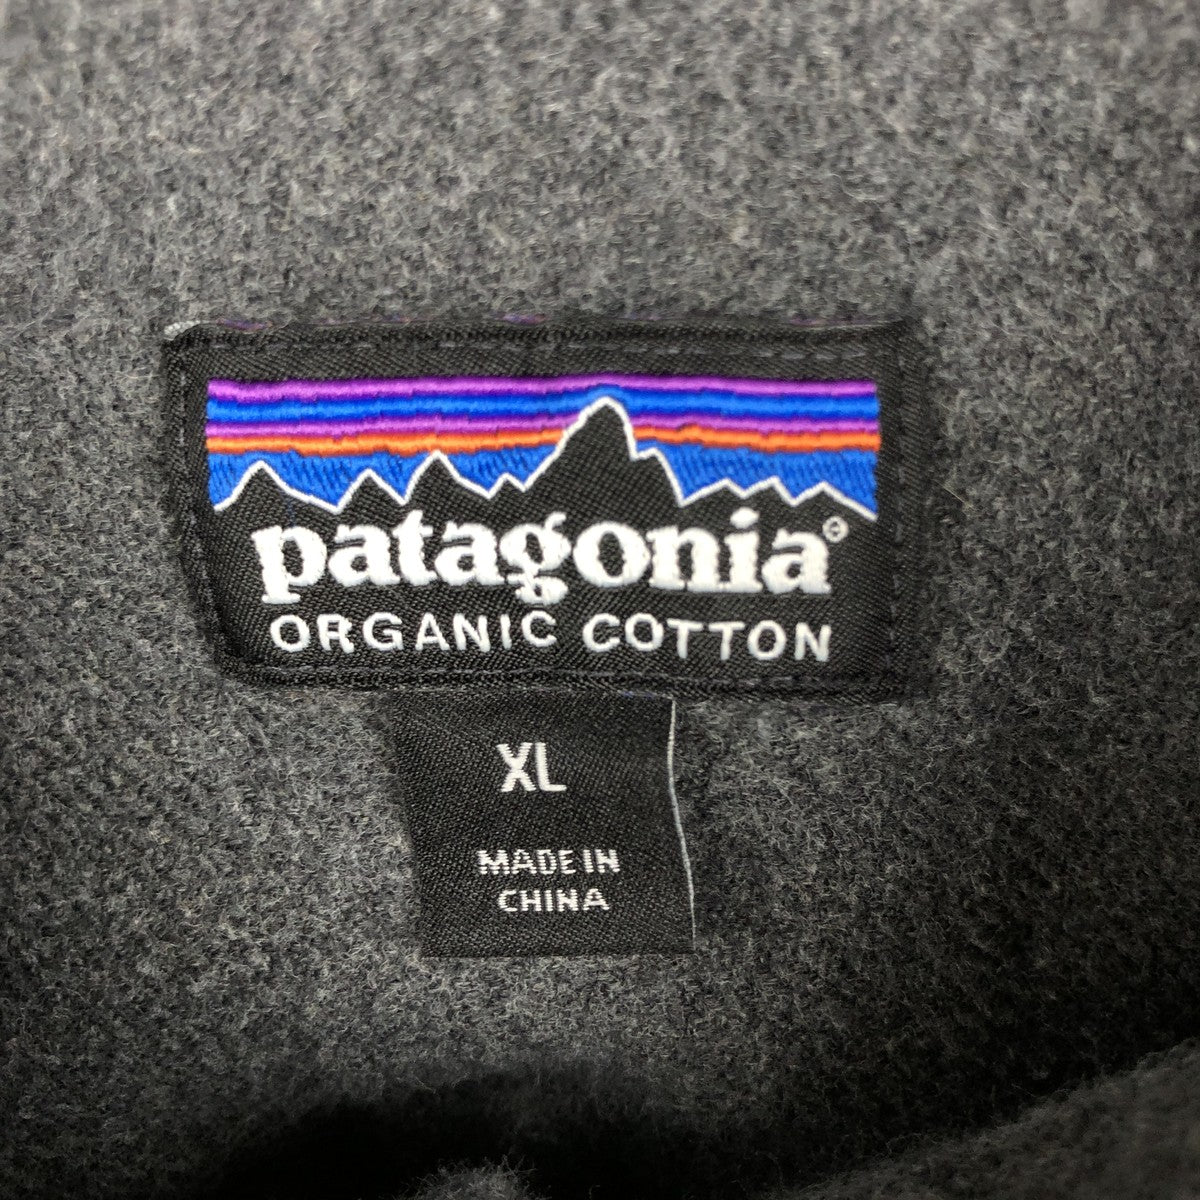 patagonia®
ORGANIC COTTON
XL
MADE IN
CHINA